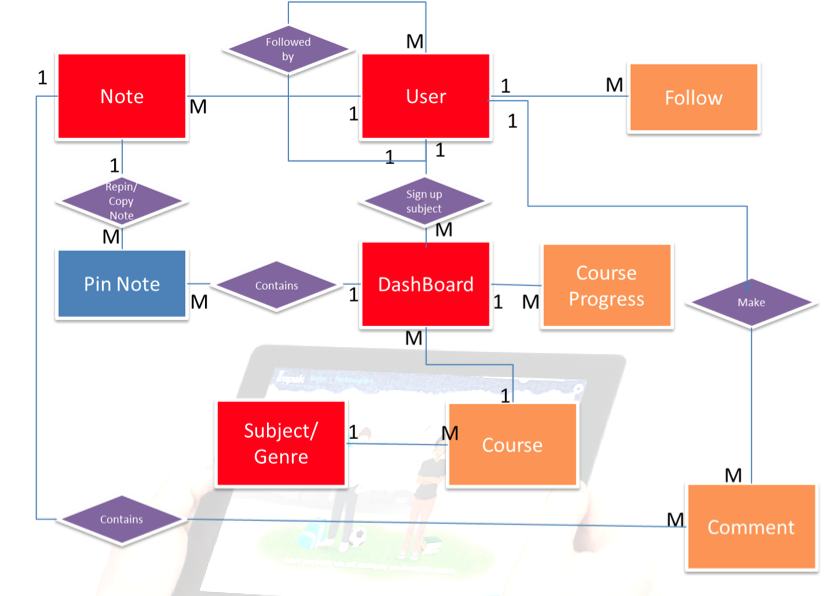 Followed
by
M
1
Note
M
User
1
1
M
Follow
1
1
1
1
Repin/
Copy
Note
M
Sign up
subject
M
Pin Note
M
Contains
1
DashBoard
1
M
Course
Progress
Make
M
1
Subject/
Genre
1
M
Course
M
Contains
M
Comment